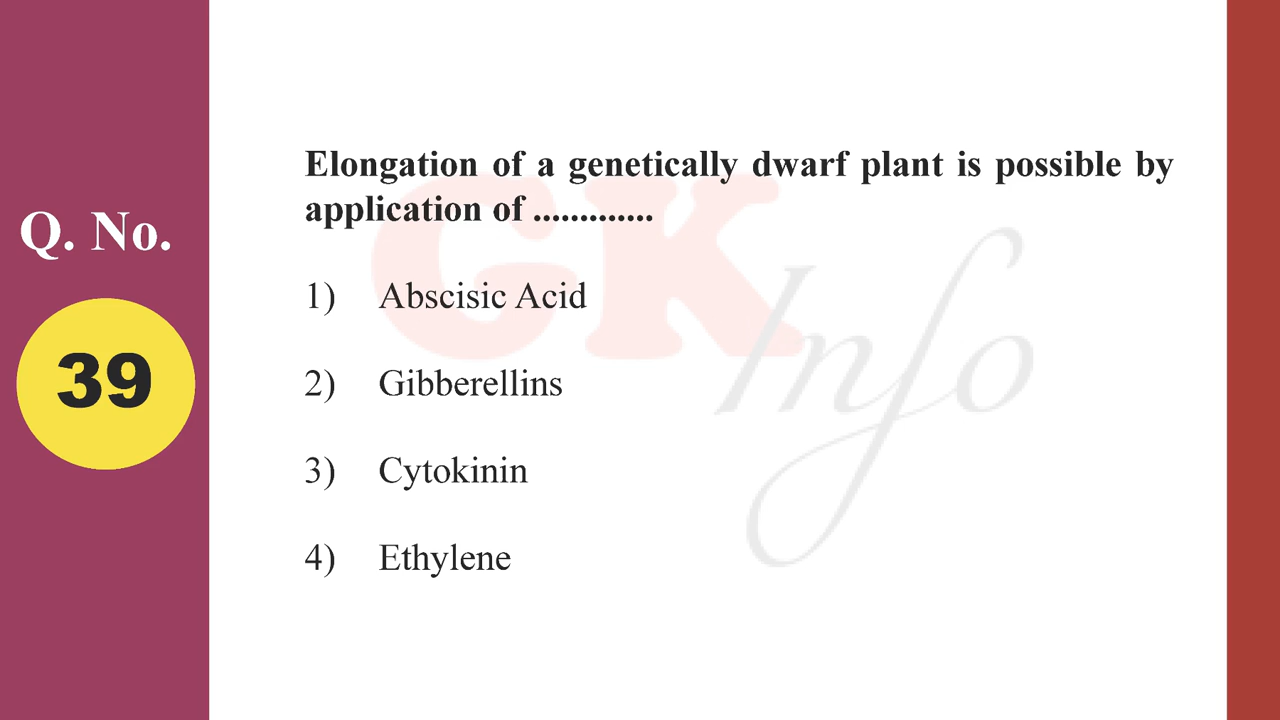 Q. No.
39
Elongation of a genetically dwarf plant is possible by
application of .............
1) Abscisic Acid
2) Gibberellins
3) Cytokinin
4) Ethylene
GK
Info